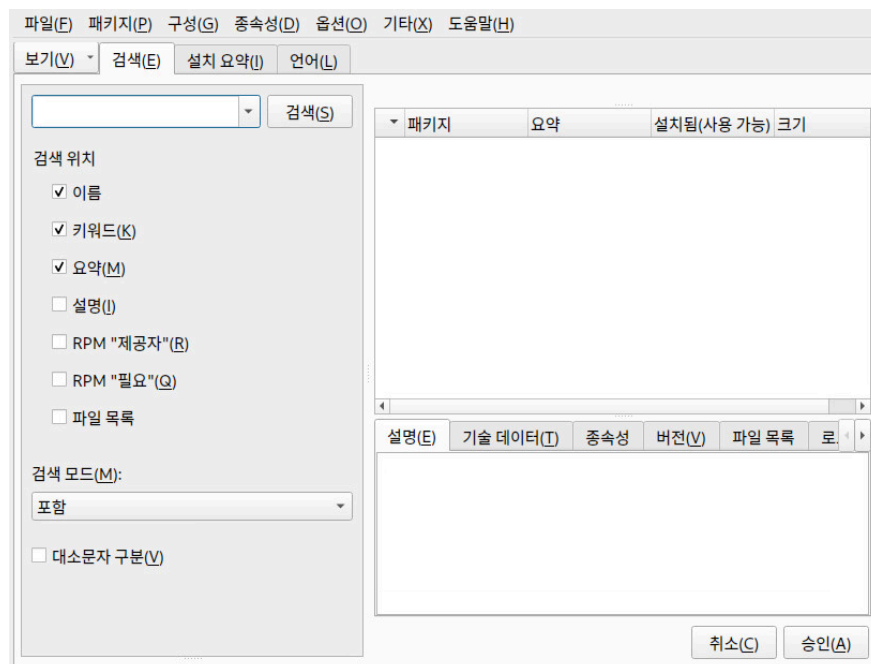 파일(F) 패키지(P) 구성(G) 종속성(D) 옵션(O) 기타(X) 도움말(H)
보기(V) 검색(E) 설치 요약(I) 언어(L)
검색(S)
검색 위치
이름
키워드(K)
요약(M)
설명(I)
RPM "제공자"(R)
RPM "필요"(Q)
파일 목록
검색 모드(M):
포함
대소문자 구분(V)
패키지 요약 설치됨(사용 가능) 크기
설명(E) 기술 데이터(T) 종속성 버전(V) 파일 목록 로
취소(C) 승인(A)